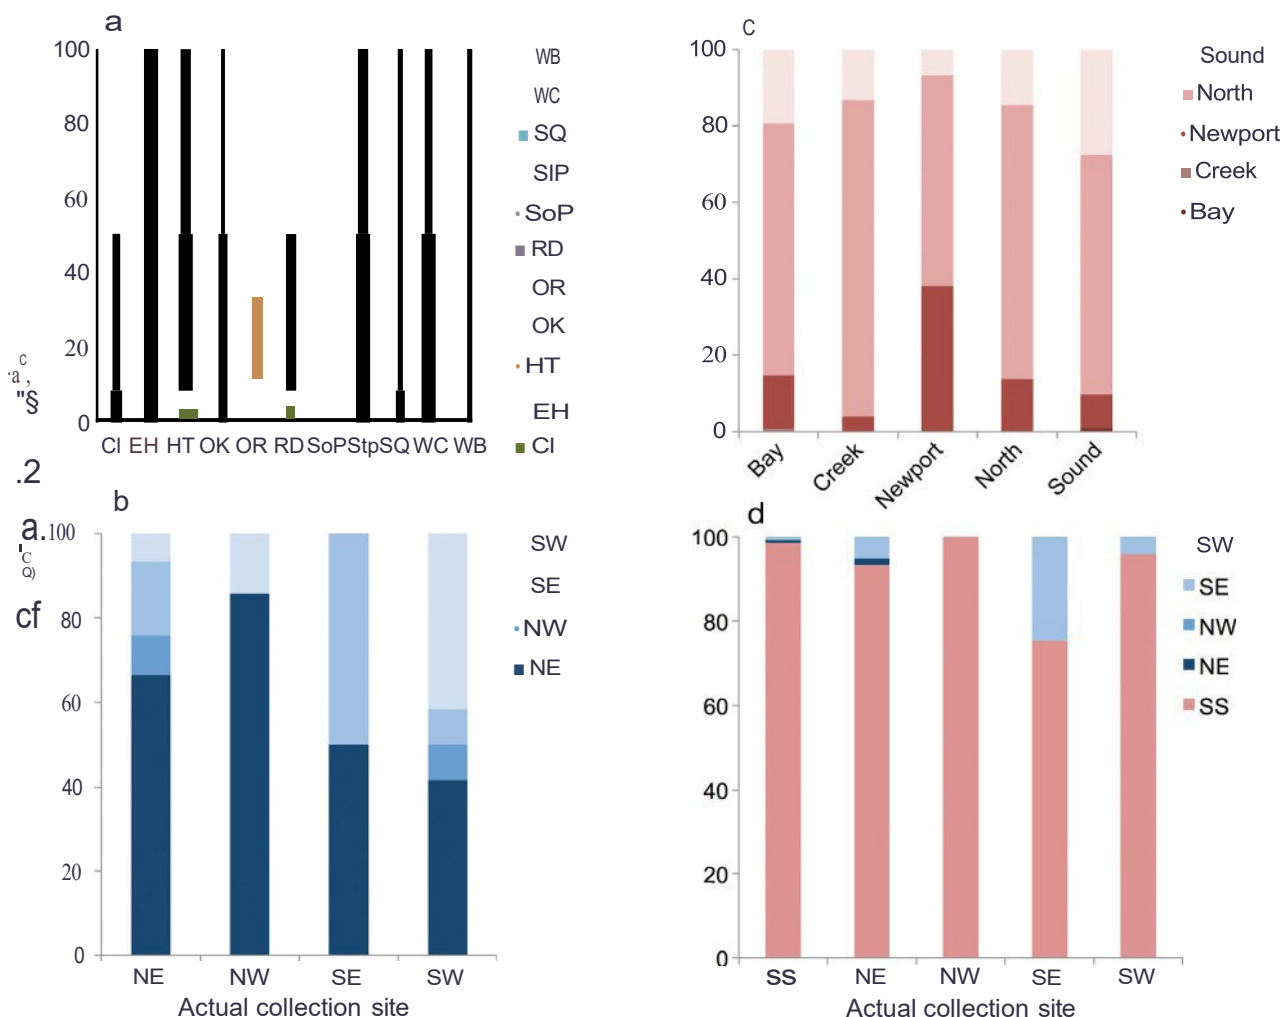 a
100
80
60
40
20
0
CI EH HT OK OR RD SoPStpSQ WC WB
WB
WC
SQ
SIP
SoP
RD
OR
OK
HT
EH
CI
c
·a ,
"§
.2
a.
C
Q)
cf
b
100
80
60
40
20
0
NE NW SE SW
Actual collection site
SW
SE
NW
NE
C
100
80
60
40
20
0
Bay Creek Newport North Sound
Sound
North
Newport
Creek
Bay
d
100
80
60
40
20
0
SS NE NW SE SW
Actual collection site
SW
SE
NW
NE
SS